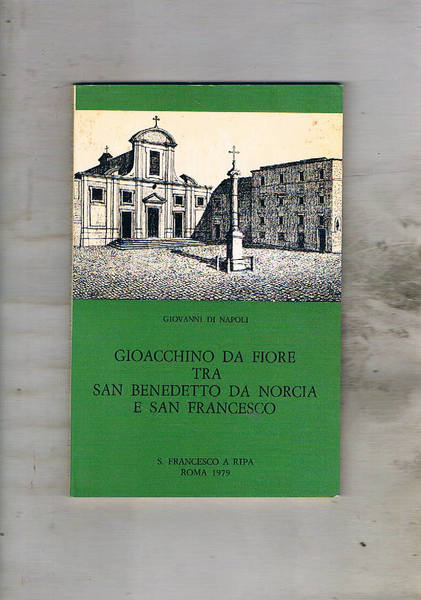 GIOVANNI DI NAPOLI
GIOACCHINO DA FIORE
TRA
SAN BENEDETTO DA NORCIA
E SAN FRANCESCO
S. FRANCESCO A RIPA
ROMA 1979